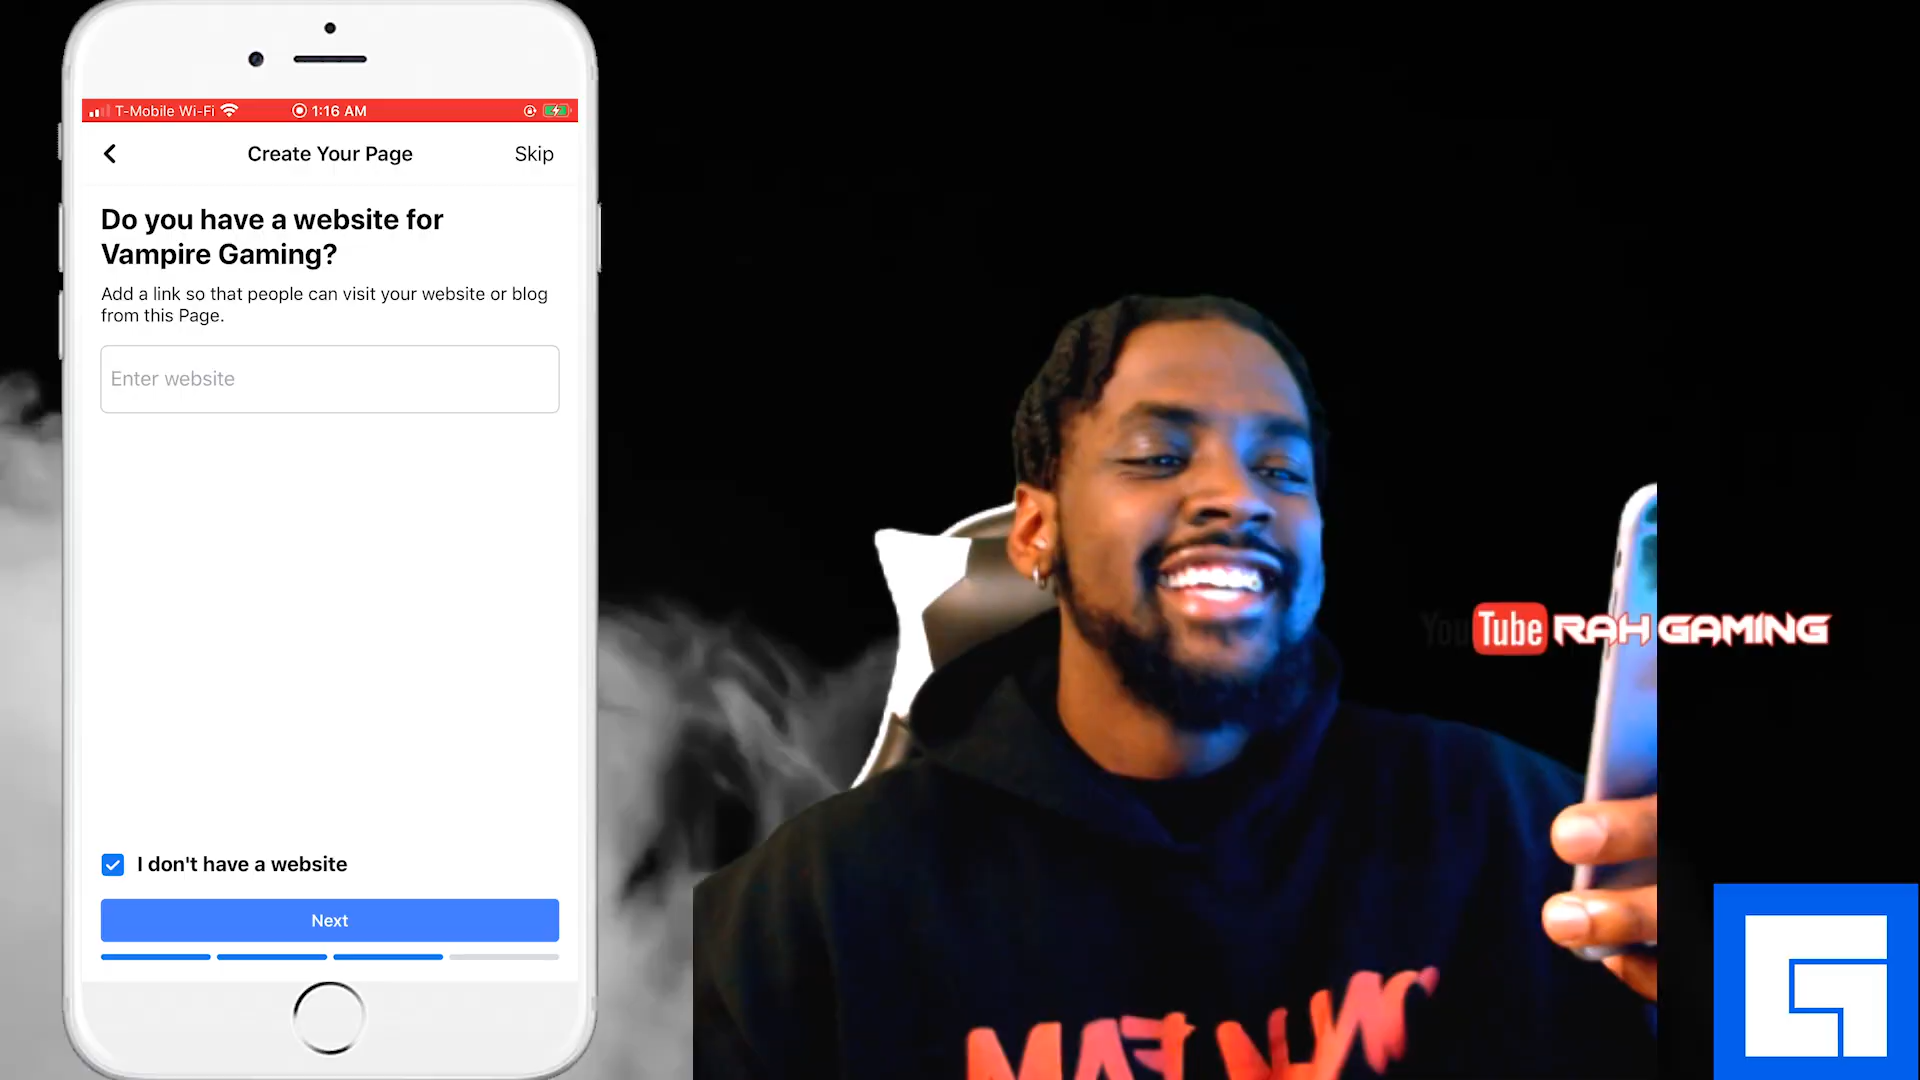 T-Mobile Wi-Fi
1:16 AM
Create Your Page
Skip
Do you have a website for
Vampire Gaming?
Add a link so that people can visit your website or blog
from this Page.
Enter website
I don't have a website
Next
YouTube RAH GAMING